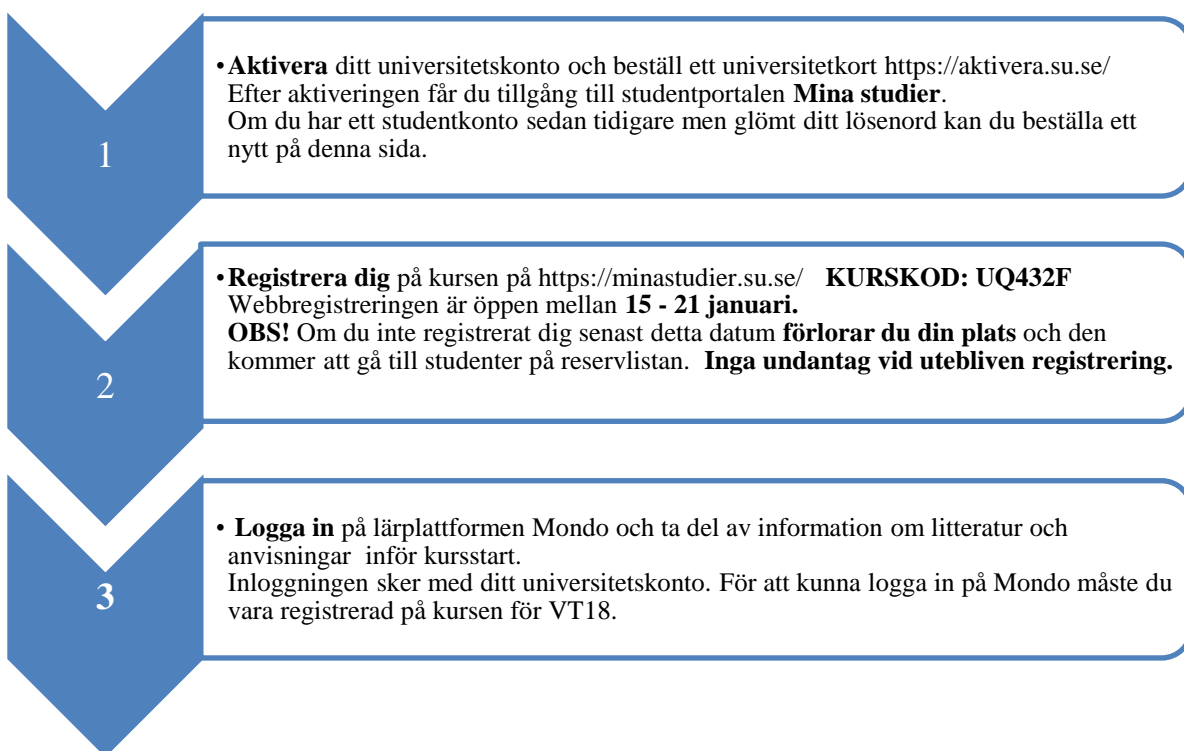 1
•Aktivera ditt universitetskonto och beställ ett universitetkort https://aktivera.su.se/
Efter aktiveringen får du tillgång till studentportalen Mina studier.
Om du har ett studentkonto sedan tidigare men glömt ditt lösenord kan du beställa ett
nytt på denna sida.
2
•Registrera dig på kursen på https://minastudier.su.se/ KURSKOD: UQ432F
Webbregistreringen är öppen mellan 15 - 21 januari.
OBS! Om du inte registrerat dig senast detta datum förlorar du din plats och den
kommer att gå till studenter på reservlistan. Inga undantag vid utebliven registrering.
3
• Logga in på lärplattformen Mondo och ta del av information om litteratur och
anvisningar inför kursstart.
Inloggningen sker med ditt universitetskonto. För att kunna logga in på Mondo måste du
vara registrerad på kursen för VT18.